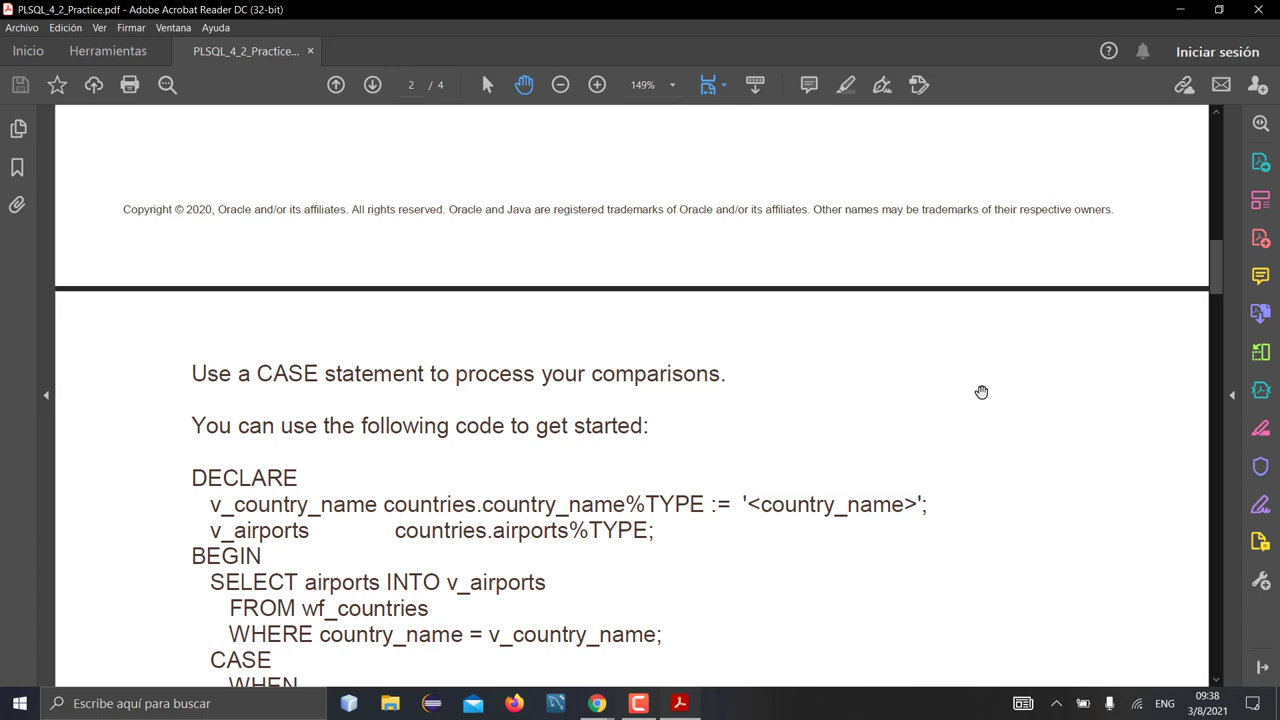 PLSQL_4_2_Practice.pdf - Adobe Acrobat Reader DC (32-bit)
Archivo Edición Ver Firmar Ventana Ayuda
Inicio Herramientas PLSQL_4_2_Practice... × Iniciar sesión
2 / 4 149%
Copyright © 2020, Oracle and/or its affiliates. All rights reserved. Oracle and Java are registered trademarks of Oracle and/or its affiliates. Other names may be trademarks of their respective owners.
Use a CASE statement to process your comparisons.
You can use the following code to get started:
DECLARE
v_country_name countries.country_name%TYPE := '<country_name>';
v_airports countries.airports%TYPE;
BEGIN
SELECT airports INTO v_airports
FROM wf_countries
WHERE country_name = v_country_name;
CASE
WHEN
Escribe aquí para buscar
ENG
09:38
3/8/2021